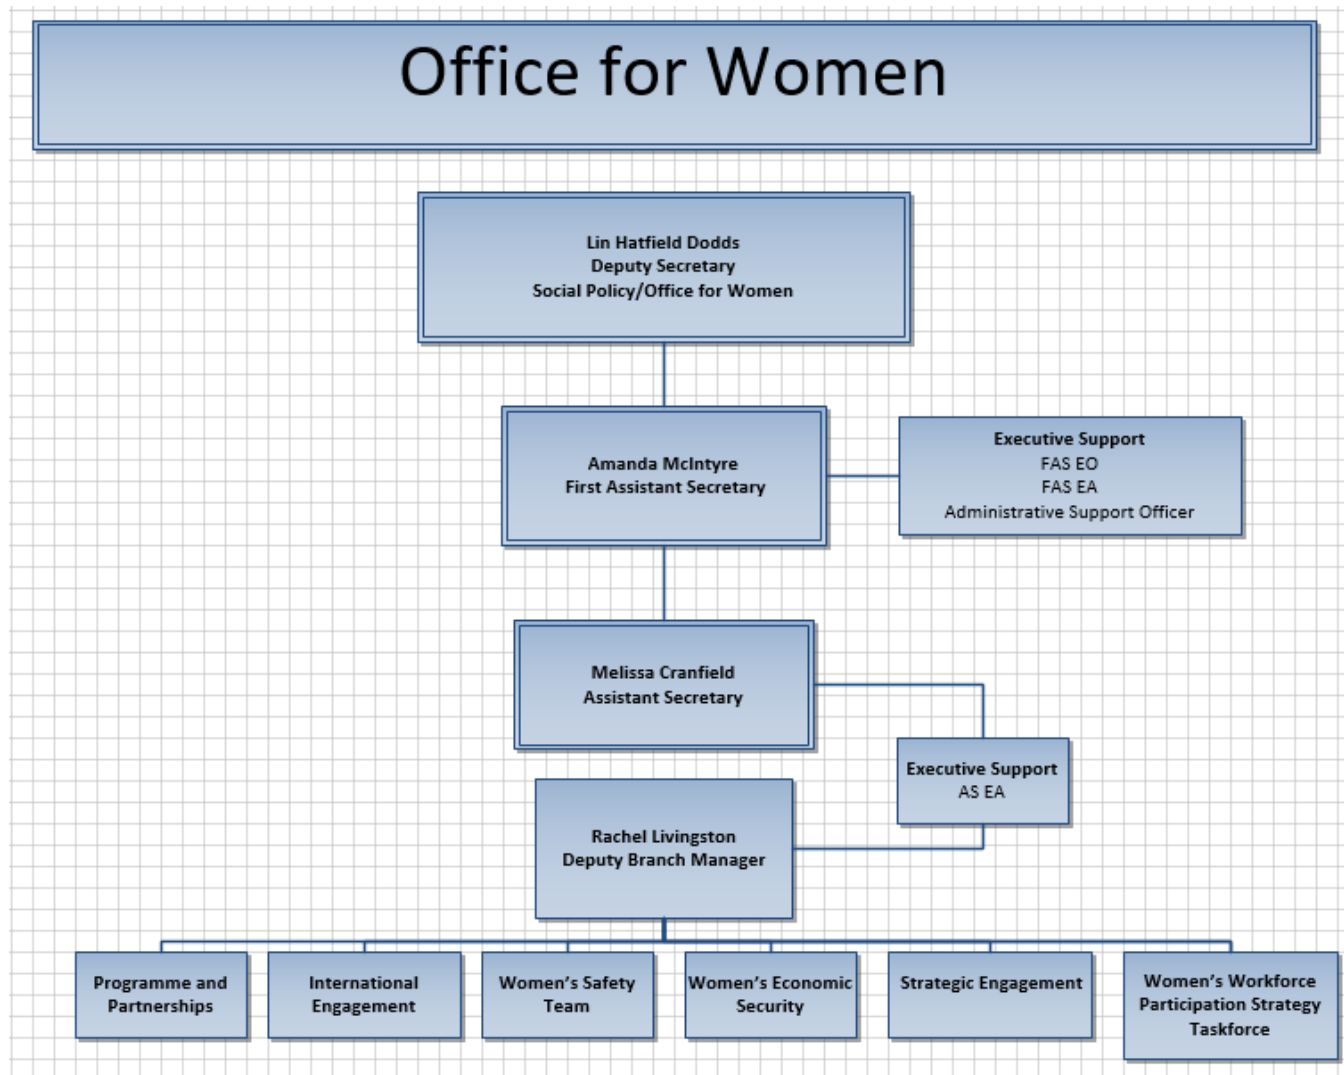 Office for Women
Lin Hatfield Dodds
Deputy Secretary
Social Policy/Office for Women
Amanda McIntyre
First Assistant Secretary
Executive Support
FAS EO
FAS EA
Administrative Support Officer
Melissa Cranfield
Assistant Secretary
Executive Support
AS EA
Rachel Livingston
Deputy Branch Manager
Programme and
Partnerships
International
Engagement
Women's Safety
Team
Women's Economic
Security
Strategic Engagement
Women's Workforce
Participation Strategy
Taskforce